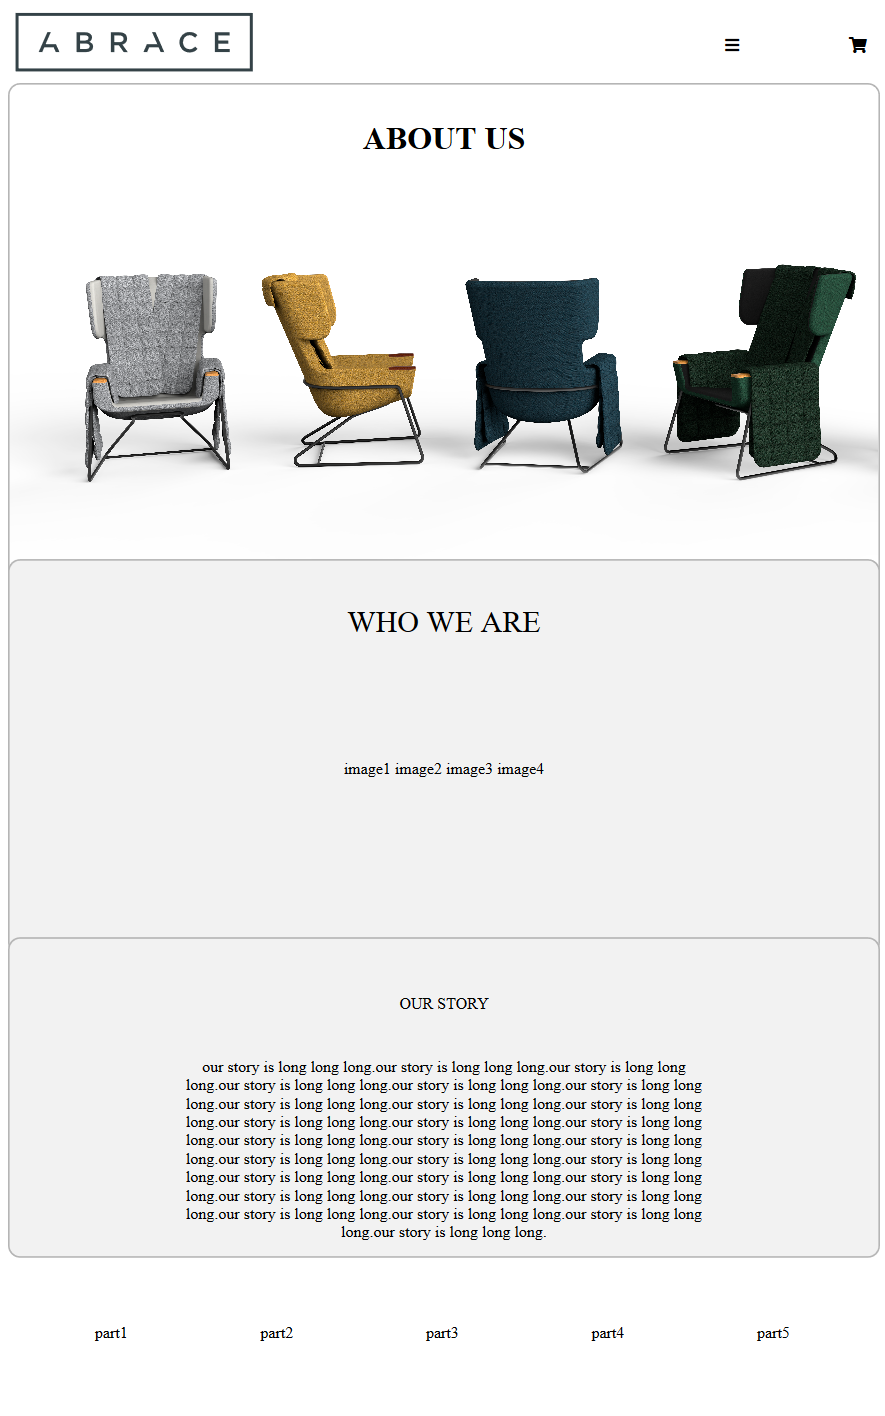 ABRACE
ABOUT US
WHO WE ARE
image1 image2 image3 image4
OUR STORY
our story is long long long.our story is long long long.our story is long long
long.our story is long long long.our story is long long long.our story is long long
long.our story is long long long.our story is long long long.our story is long long
long.our story is long long long.our story is long long long.our story is long long
long.our story is long long long.our story is long long long.our story is long long
long.our story is long long long.our story is long long long.our story is long long
long.our story is long long long.our story is long long long.our story is long long
long.our story is long long long.our story is long long long.our story is long long
long.our story is long long long.our story is long long long.our story is long long
long.our story is long long long.
part1 part2 part3 part4 part5